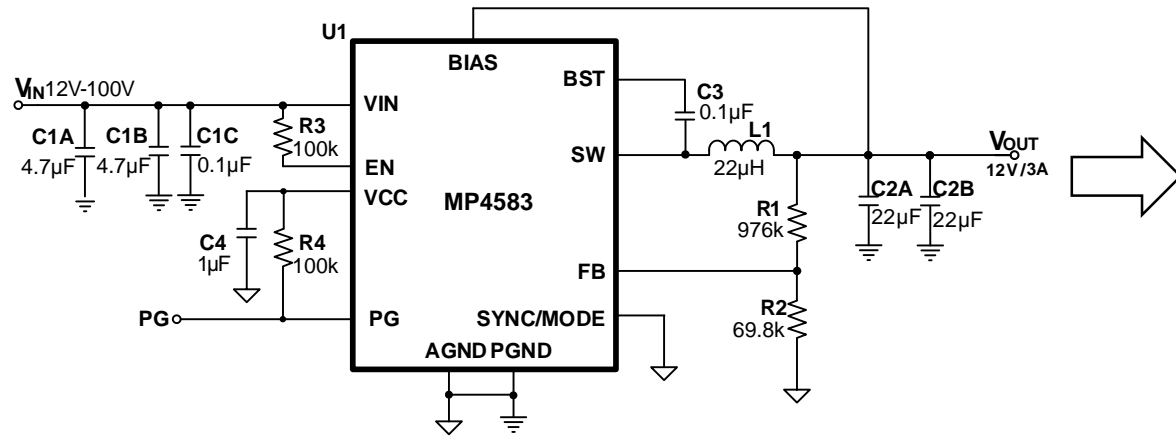 U1
BIAS
VIN 12V-100V
C1A
4.7µF
C1B
4.7µF
C1C
0.1µF
R3
100k
VIN
EN
VCC
MP4583
BST
SW
C3
0.1µF
L1
22µH
VOUT
12V/3A
C2A
22µF
C2B
22µF
R1
976k
C4
1µF
R4
100k
FB
R2
69.8k
PG
PG
SYNC/MODE
AGND PGND